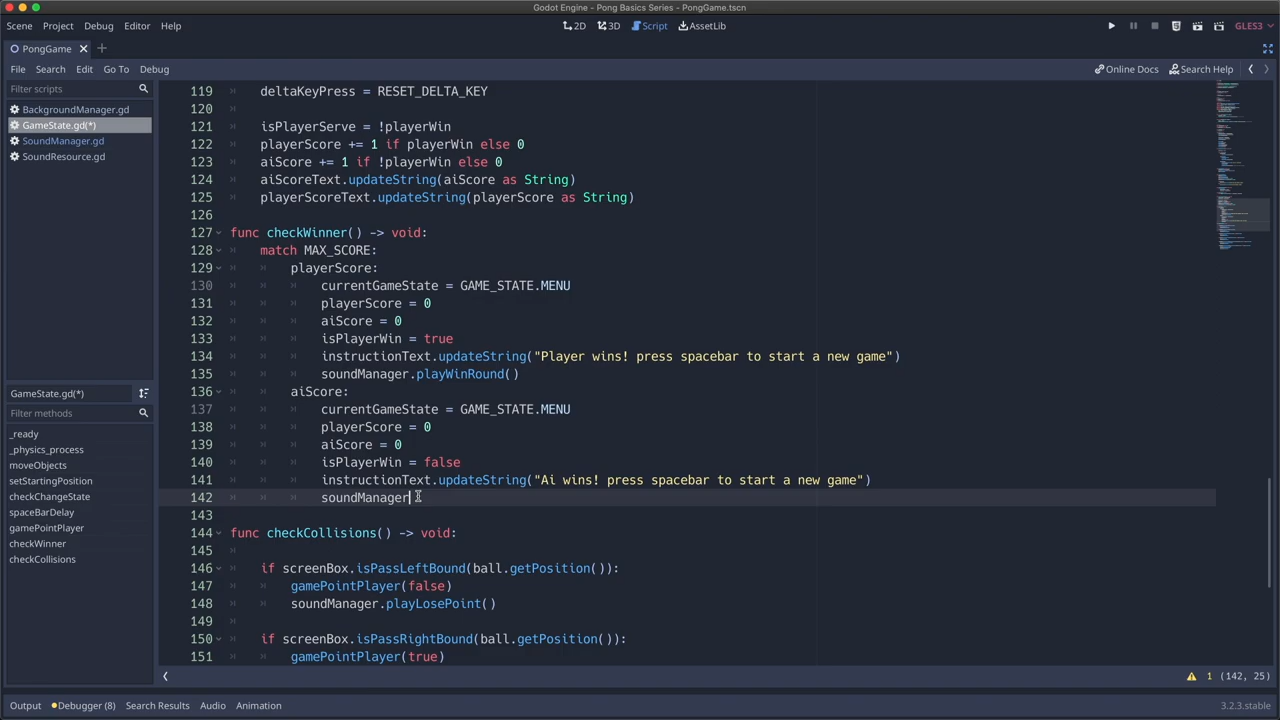 Godot Engine - Pong Basics Series - PongGame.tscn
Scene Project Debug Editor Help 2D 3D Script AssetLib GLES3
PongGame
File Search Edit Go To Debug Online Docs Search Help
Filter scripts
BackgroundManager.gd
GameState.gd(*)
SoundManager.gd
SoundResource.gd
GameState.gd(*)
Filter methods
_ready
_physics_process
moveObjects
setStartingPosition
checkChangeState
spaceBarDelay
gamePointPlayer
checkWinner
checkCollisions
119 deltaKeyPress = RESET_DELTA_KEY
120
121 isPlayerServe = !playerWin
122 playerScore += 1 if playerWin else 0
123 aiScore += 1 if !playerWin else 0
124 aiScoreText.updateString(aiScore as String)
125 playerScoreText.updateString(playerScore as String)
126
127 func checkWinner() -> void:
128 match MAX_SCORE:
129 playerScore:
130 currentGameState = GAME_STATE.MENU
131 playerScore = 0
132 aiScore = 0
133 isPlayerWin = true
134 instructionText.updateString("Player wins! press spacebar to start a new game")
135 soundManager.playWinRound()
136 aiScore:
137 currentGameState = GAME_STATE.MENU
138 playerScore = 0
139 aiScore = 0
140 isPlayerWin = false
141 instructionText.updateString("Ai wins! press spacebar to start a new game")
142 soundManager
143
144 func checkCollisions() -> void:
145
146 if screenBox.isPassLeftBound(ball.getPosition()):
147 gamePointPlayer(false)
148 soundManager.playLosePoint()
149
150 if screenBox.isPassRightBound(ball.getPosition()):
151 gamePointPlayer(true)
1 (142, 25)
Output Debugger (8) Search Results Audio Animation 3.2.3.stable